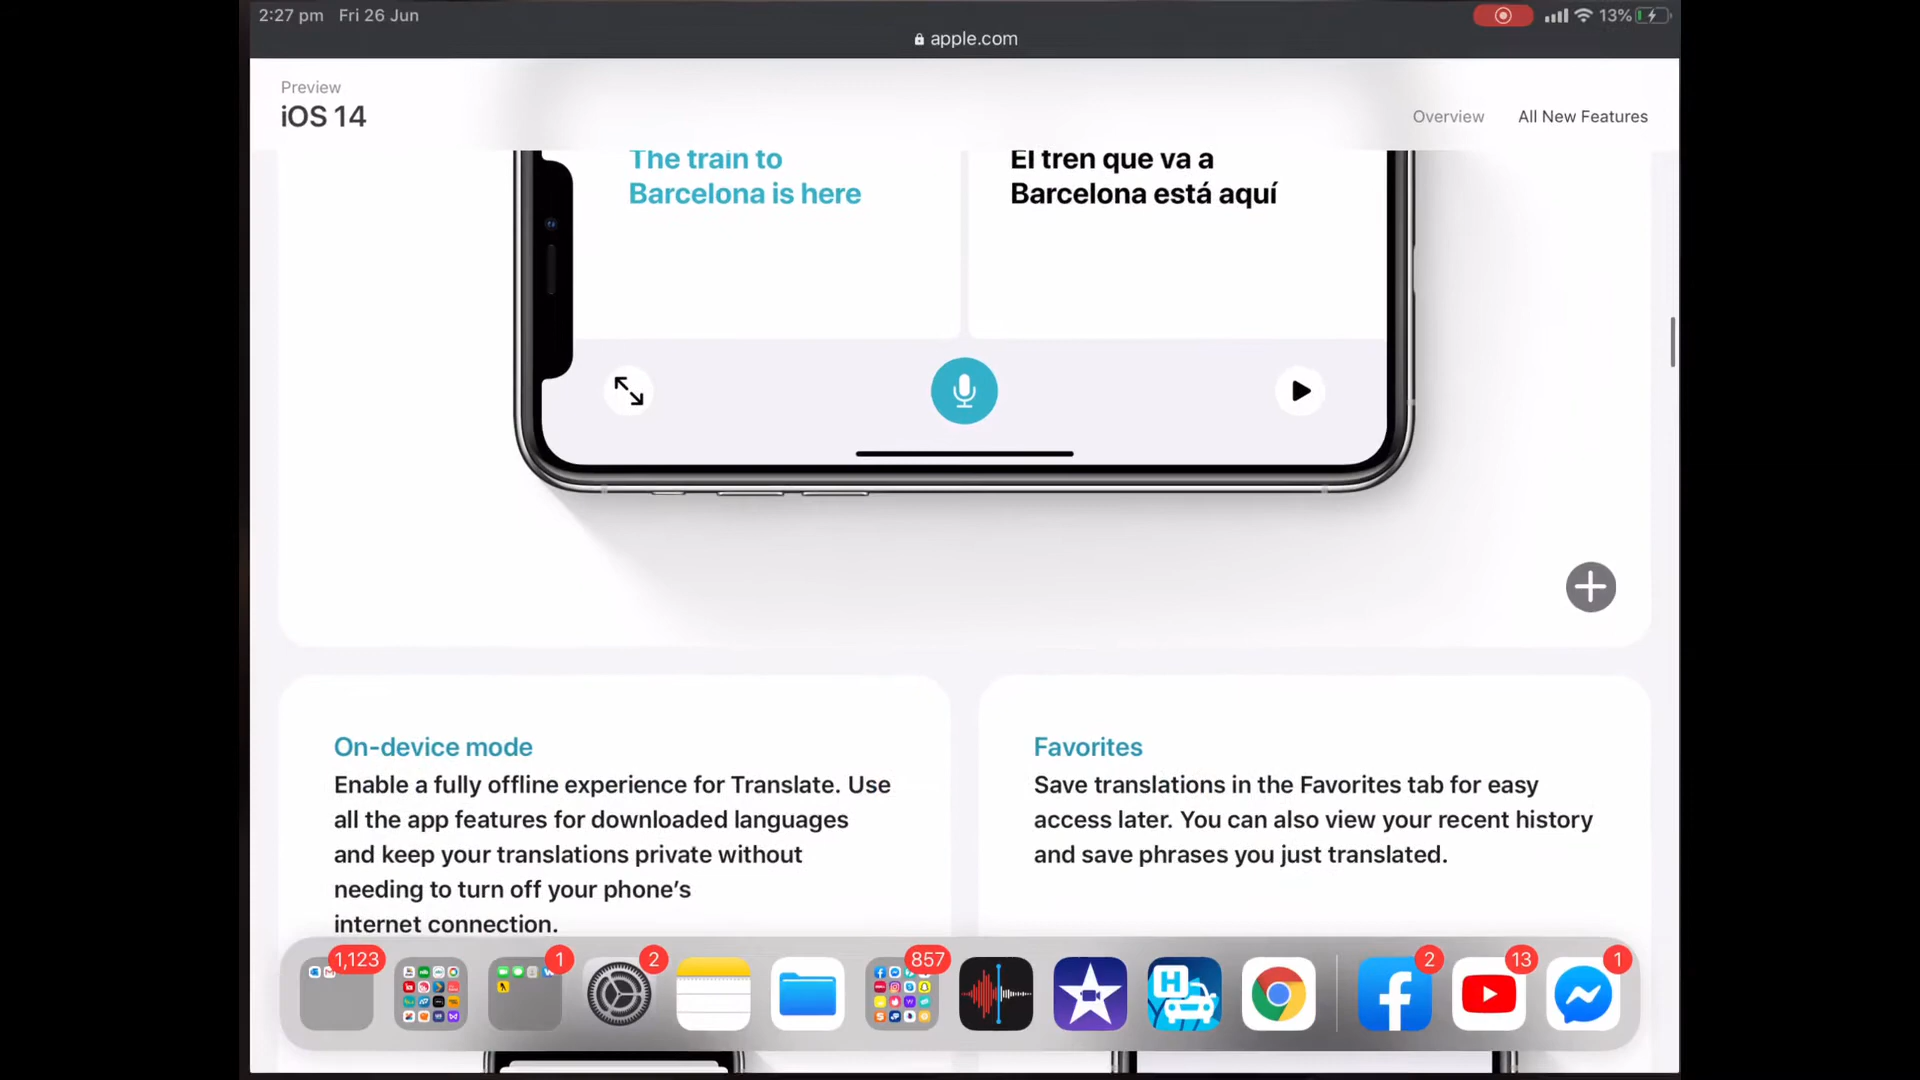 2:27 pm Fri 26 Jun
13%
apple.com
Preview
iOS 14
Overview
All New Features
The train to
Barcelona is here
El tren que va a
Barcelona está aquí
On-device mode
Enable a fully offline experience for Translate. Use
all the app features for downloaded languages
and keep your translations private without
needing to turn off your phone’s
internet connection.
Favorites
Save translations in the Favorites tab for easy
access later. You can also view your recent history
and save phrases you just translated.
1,123
1
2
857
2
13
1
H